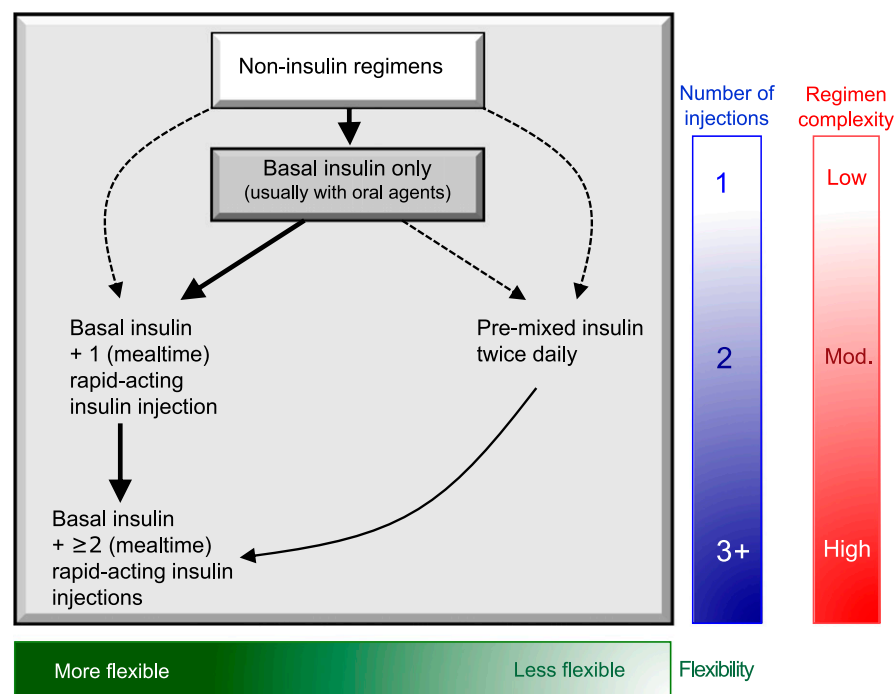 Non-insulin regimens
Number of
injections
Regimen
complexity
Basal insulin only
(usually with oral agents)
1
Low
Basal insulin
+ 1 (mealtime)
rapid-acting
insulin injection
Pre-mixed insulin
twice daily
2
Mod.
Basal insulin
+ ≥2 (mealtime)
rapid-acting insulin
injections
3+
High
More flexible
Less flexible
Flexibility